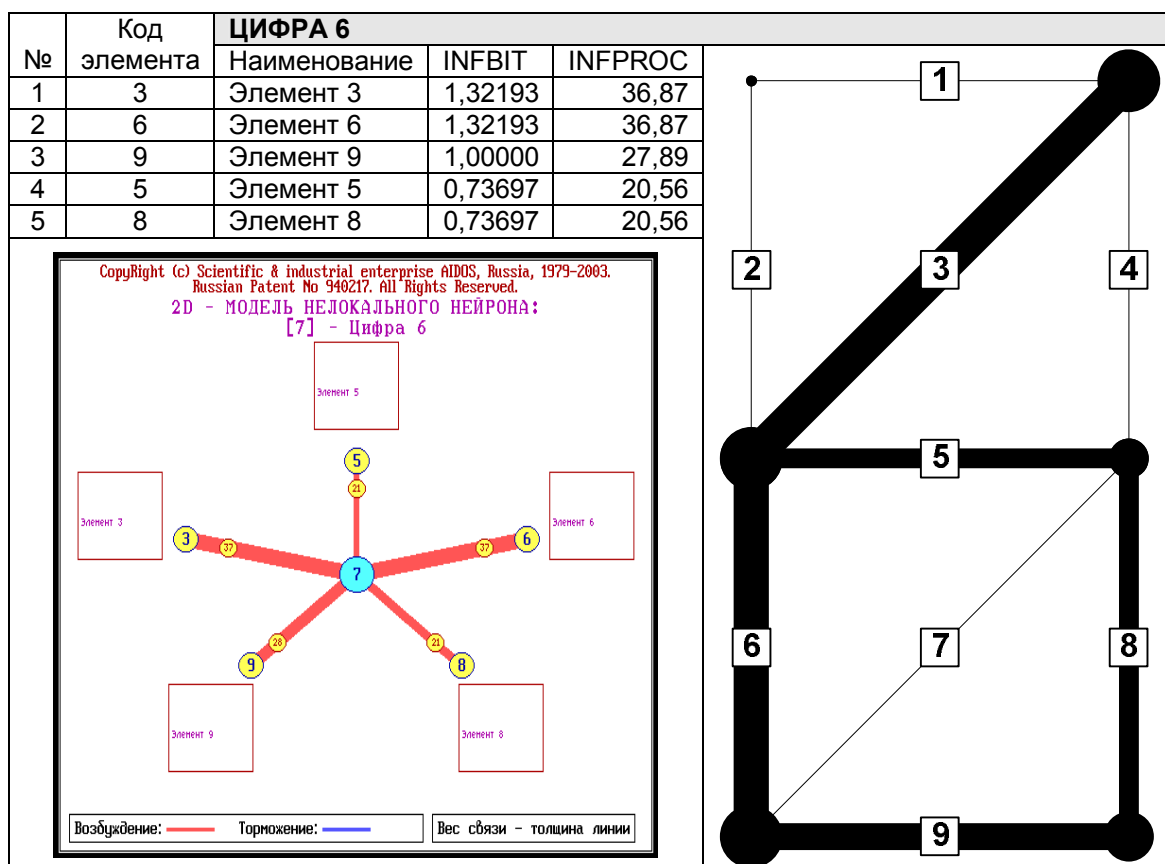 № Код элемента ЦИФРА 6
Наименование INFBIT INFPROC
1 3 Элемент 3 1,32193 36,87
2 6 Элемент 6 1,32193 36,87
3 9 Элемент 9 1,00000 27,89
4 5 Элемент 5 0,73697 20,56
5 8 Элемент 8 0,73697 20,56
CopyRight (c) Scientific & industrial enterprise AIDOS, Russia, 1979-2003.
Russian Patent No 940217. All Rights Reserved.
2D - МОДЕЛЬ НЕЛОКАЛЬНОГО НЕЙРОНА:
[7] - Цифра 6
Элемент 5
5
21
Элемент 3
3
37
37
6
Элемент 6
7
28
21
9
8
Элемент 9
Элемент 8
Возбуждение: Торможение: Вес связи - толщина линии
1
2
3
4
5
6
7
8
9